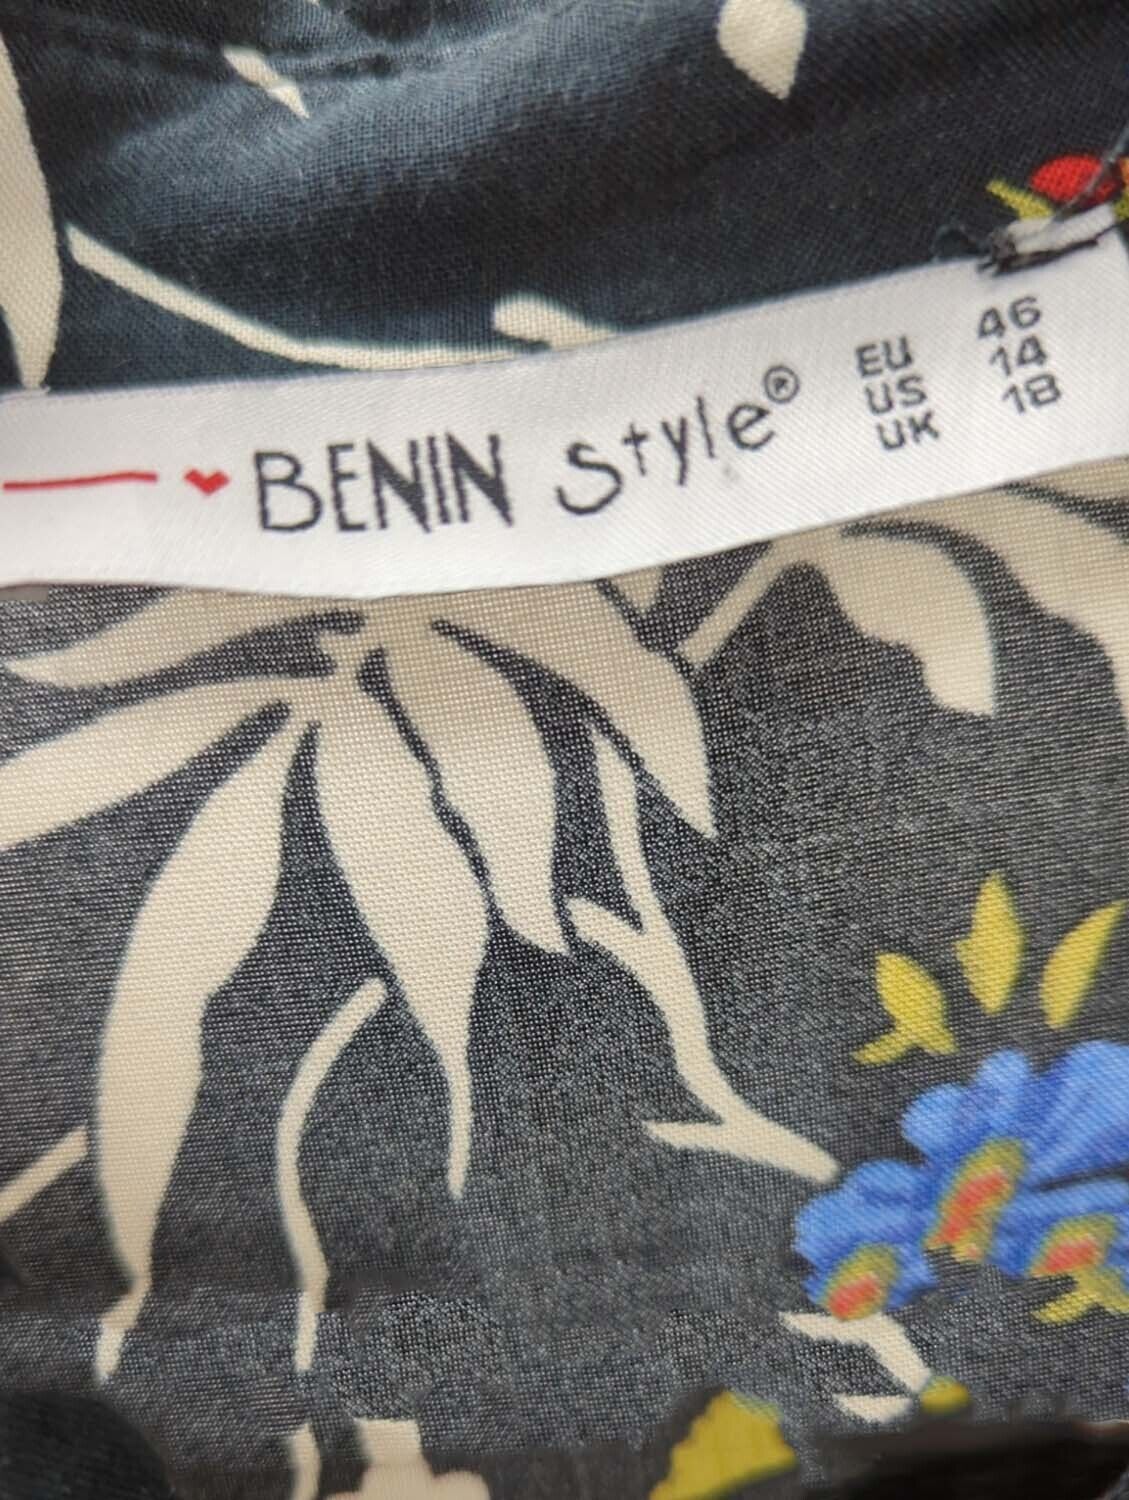 BENIN style®
EU 46
US 14
UK 18